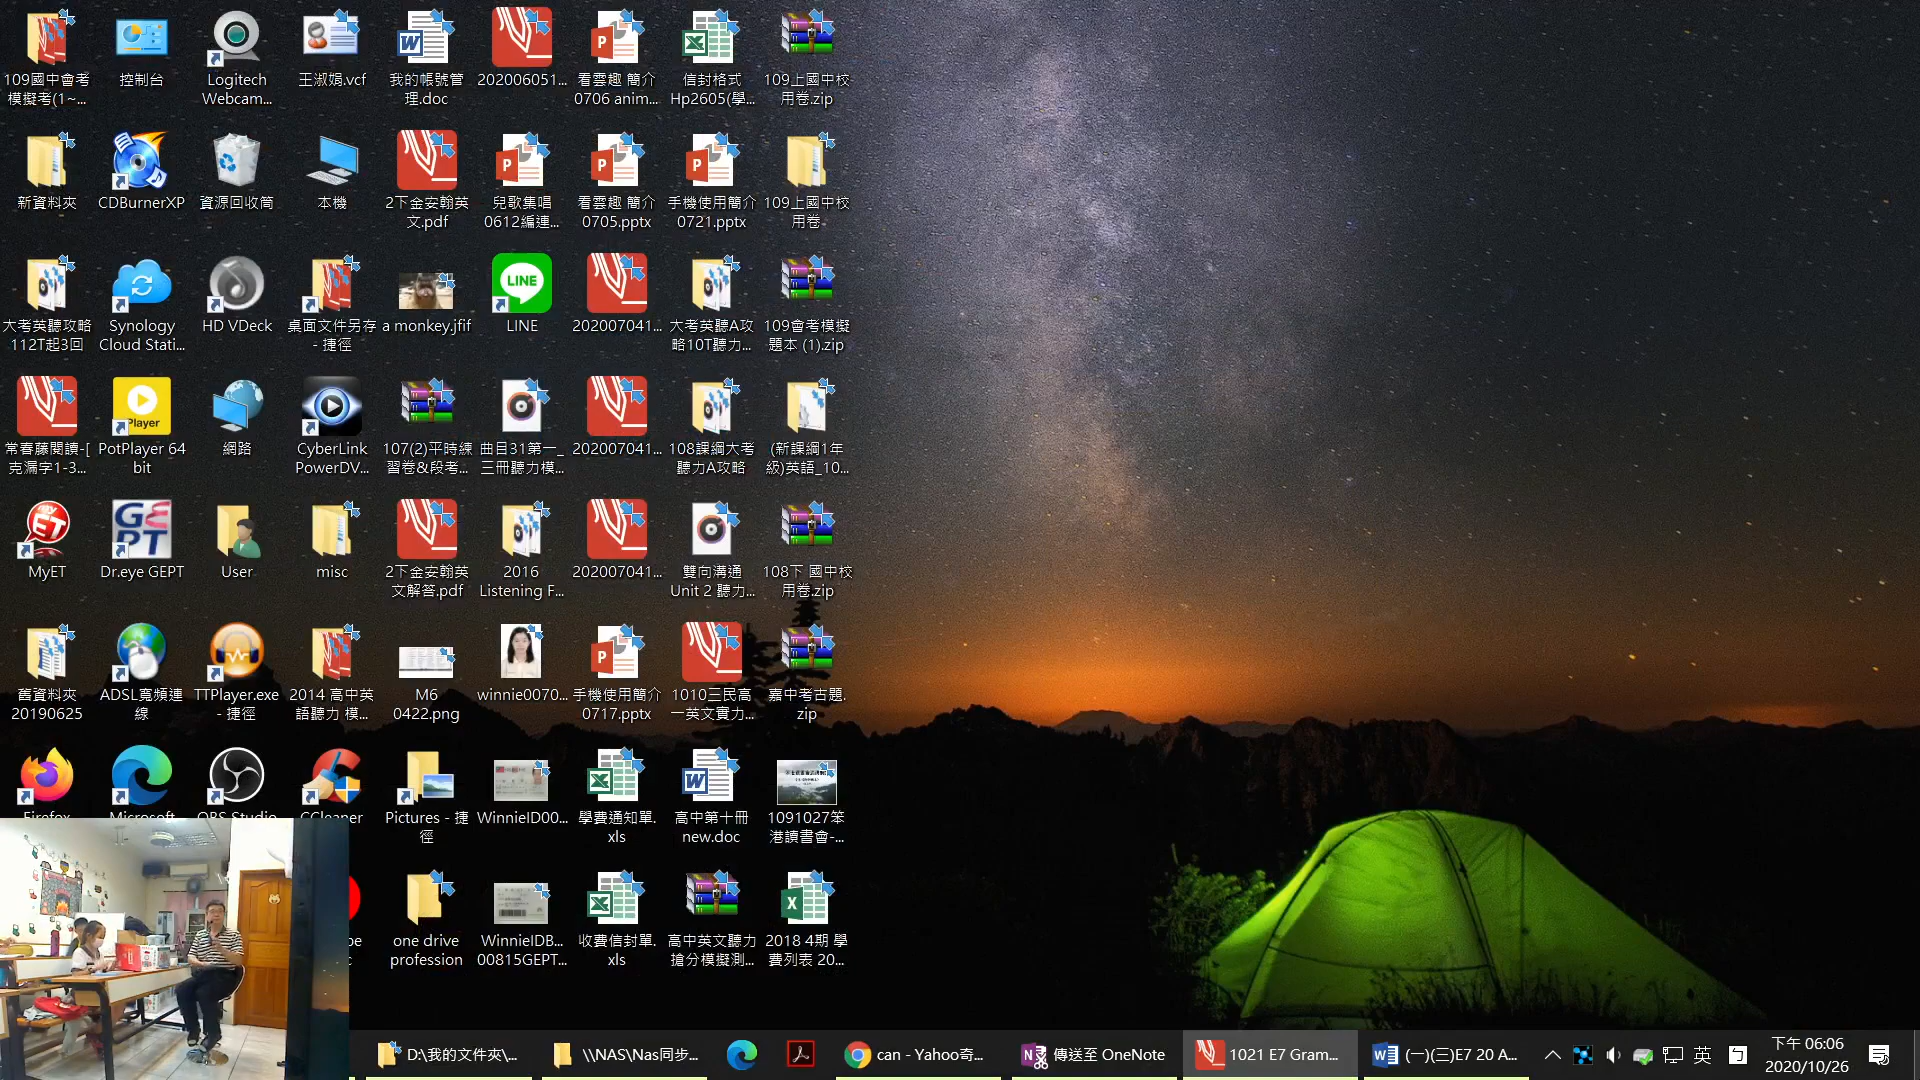 109國中會考
模擬考(1~...
控制台
Logitech
Webcam...
王淑娟.vcf
我的帳號管
理.doc
202006051...
看雲趣 簡介
0706 anim...
信封格式
Hp2605(學...
109上國中校
用卷.zip
新資料夾
CDBurnerXP
資源回收筒
本機
2下金安翰英
文.pdf
兒歌集唱
0612編連...
看雲趣 簡介
0705.pptx
手機使用簡介
0721.pptx
109上國中校
用卷
大考英聽攻略
112T起3回
Synology
Cloud Stati...
HD VDeck
桌面文件另存
- 捷徑
a monkey.jfif
LINE
LINE
202007041...
大考英聽A攻
略10T聽力...
109會考模擬
題本 (1).zip
常春藤閱讀-[
克漏字1-3...
Player
PotPlayer 64
bit
網路
CyberLink
PowerDV...
107(2)平時練
習卷&段考...
曲目31第一_
三冊聽力模...
202007041...
108課綱大考
聽力A攻略
(新課綱1年
級)英語_10...
my
ET
MyET
GEPT
Dr.eye GEPT
User
misc
2下金安翰英
文解答.pdf
2016
Listening F...
202007041...
雙向溝通
Unit 2 聽力...
108下 國中校
用卷.zip
舊資料夾
20190625
ADSL寬頻連
線
TTPlayer.exe
- 捷徑
2014 高中英
語聽力 模...
M6
0422.png
winnie0070...
手機使用簡介
0717.pptx
1010三民高
一英文實力...
嘉中考古題.
zip
Firefox
Microsoft
OBS Studio
CCleaner
Pictures - 捷
徑
WinnieID00...
學費通知單.
xls
高中第十冊
new.doc
1091027笨
港讀書會-...
one drive
profession
WinnieIDB...
00815GEPT...
收費信封單.
xls
高中英文聽力
搶分模擬測...
2018 4期 學
費列表 20...
D:\我的文件夾\...
\\NAS\Nas同步...
can - Yahoo奇...
傳送至 OneNote
1021 E7 Gram...
(一)(三)E7 20 A...
英
下午 06:06
2020/10/26